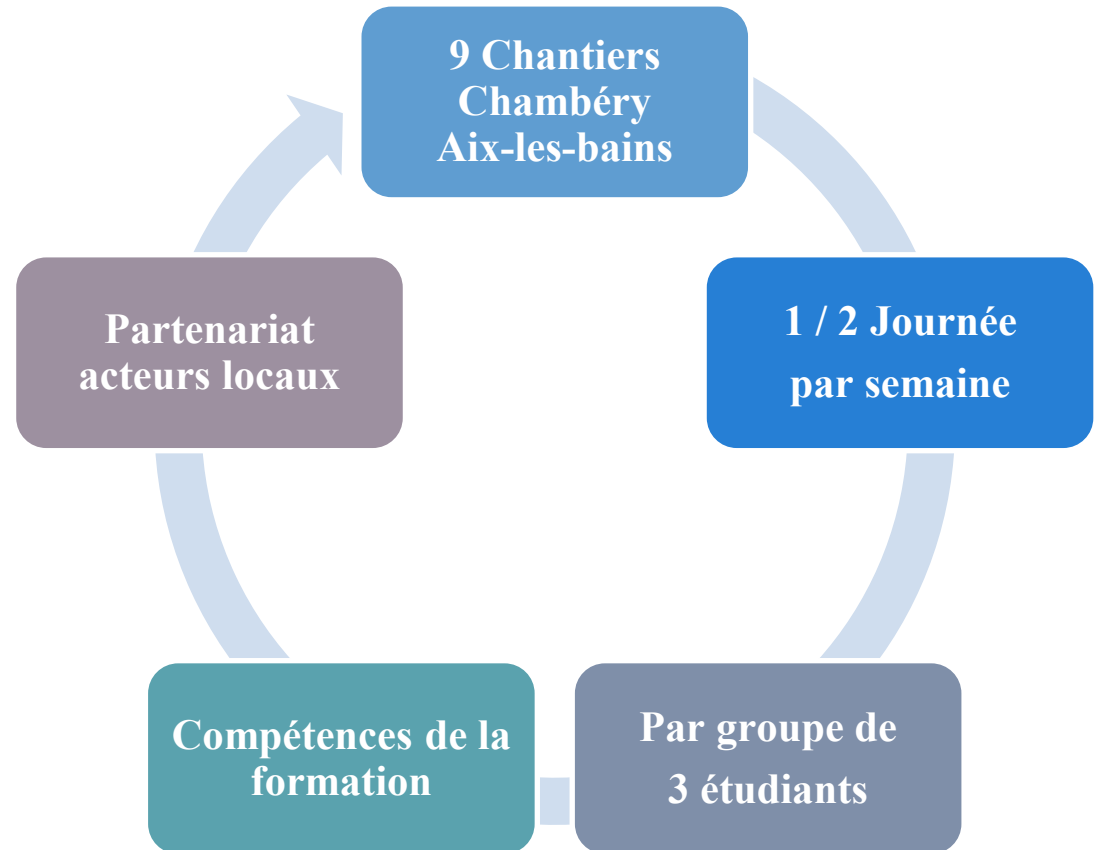 9 Chantiers
Chambéry
Aix-les-bains
1 / 2 Journée
par semaine
Par groupe de
3 étudiants
Compétences de la
formation
Partenariat
acteurs locaux